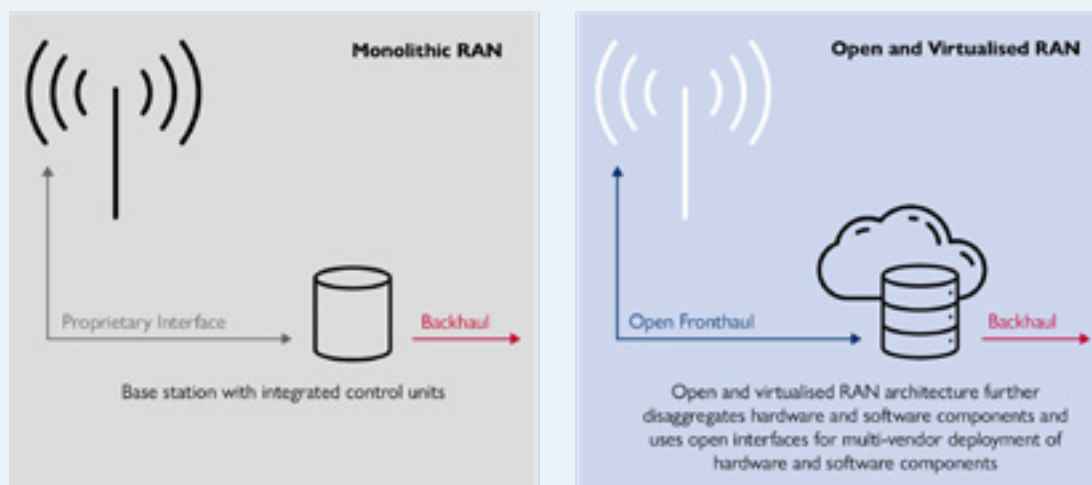 Monolithic RAN
Proprietary Interface
Backhaul
Base station with integrated control units
Open and Virtualised RAN
Open Fronthaul
Backhaul
Open and virtualised RAN architecture further
disaggregates hardware and software components and
uses open interfaces for multi-vendor deployment of
hardware and software components